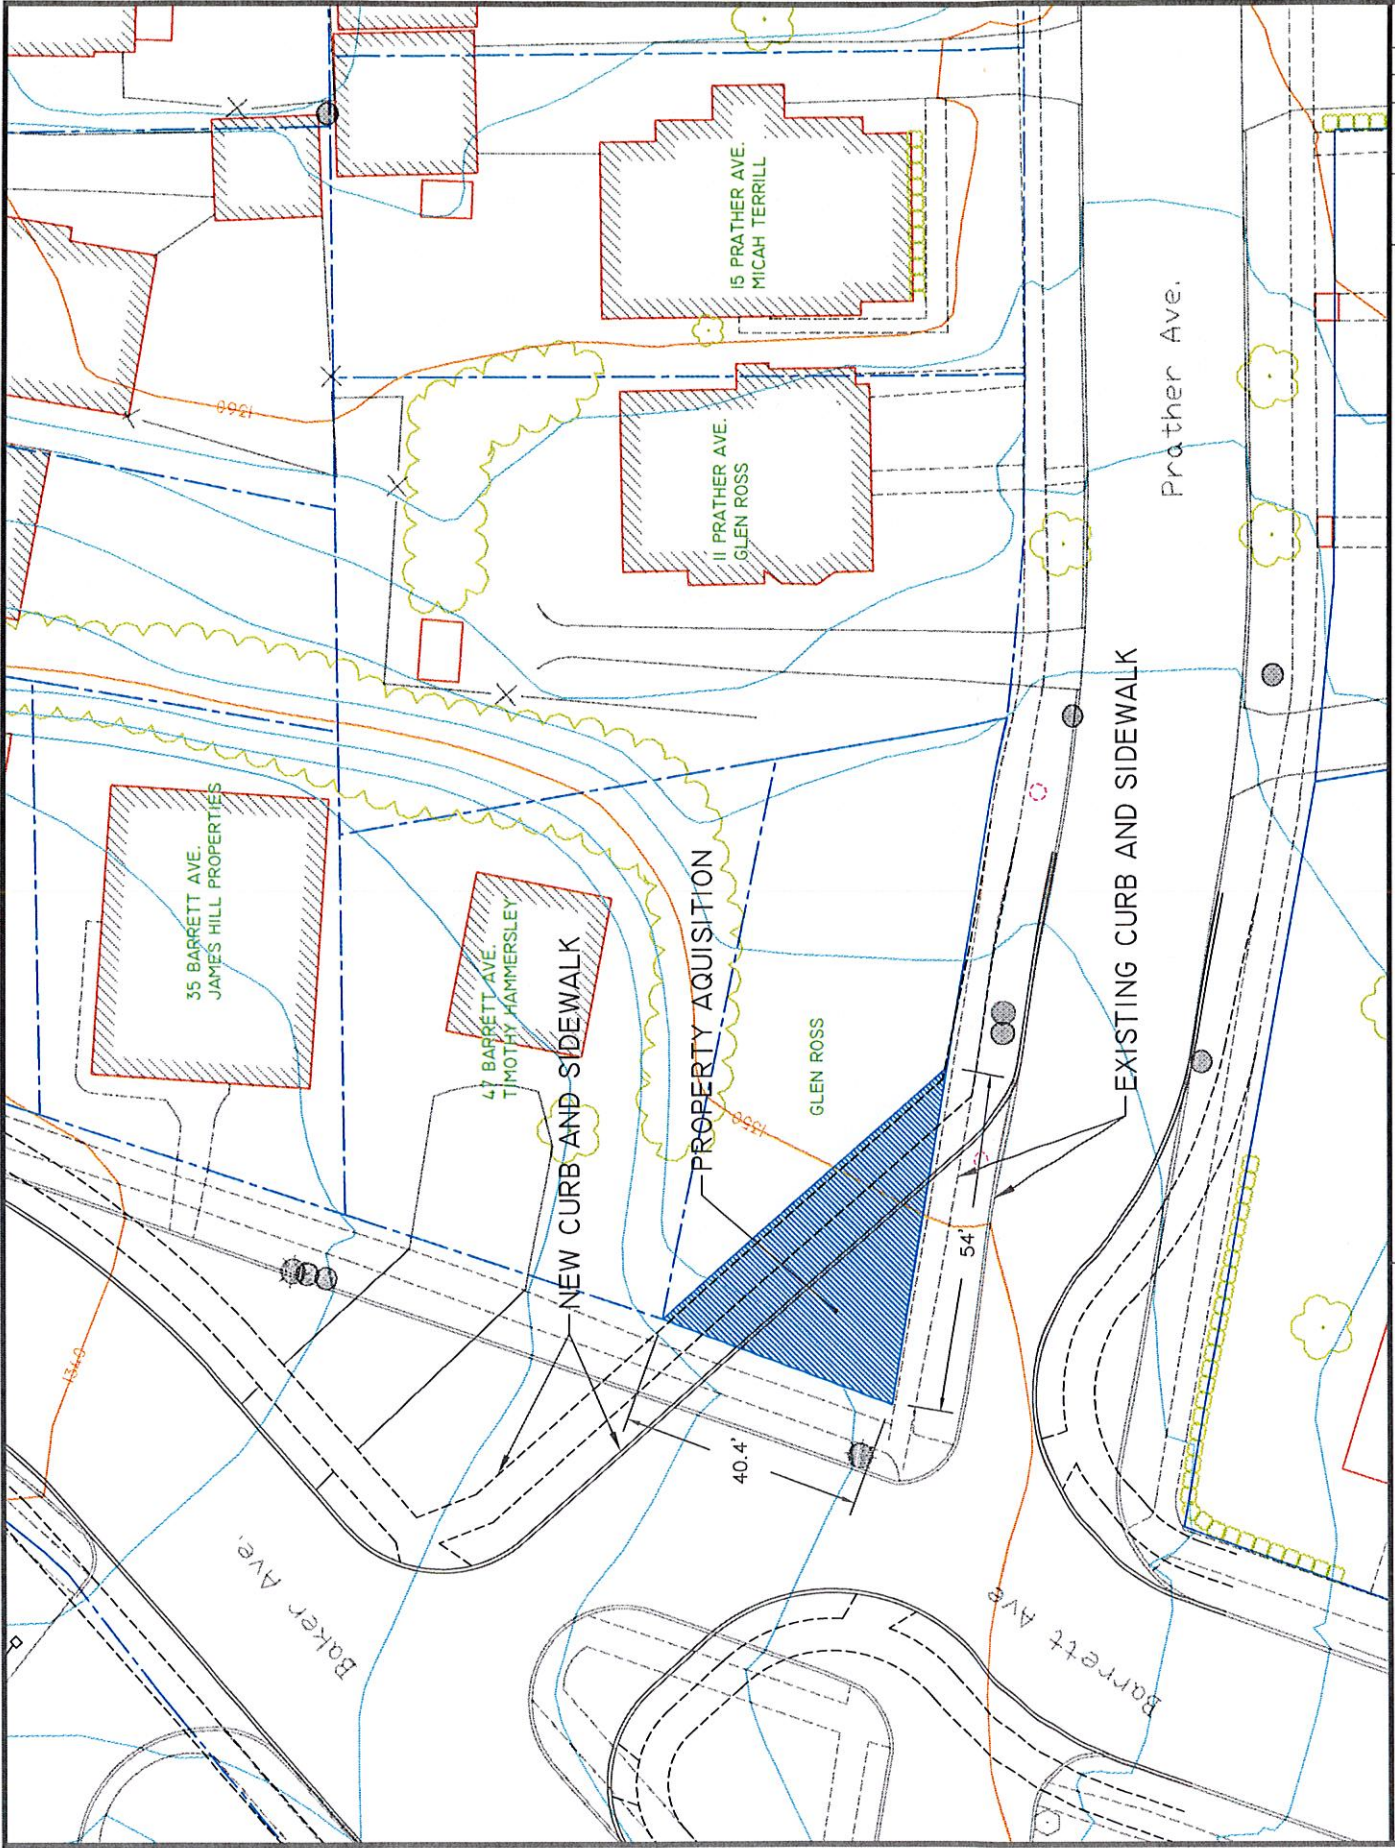 35 BARRETT AVE.
JAMES HILL PROPERTIES
47 BARRETT AVE.
TIMOTHY HAMMERSLEY
NEW CURB AND SIDEWALK
PROPERTY AQUISITION
GLEN ROSS
11 PRATHER AVE.
GLEN ROSS
15 PRATHER AVE.
MICAH TERRILL
EXISTING CURB AND SIDEWALK
Prather Ave.
Baker Ave.
Barrett Ave
1360
1350
1340
40.4'
54'